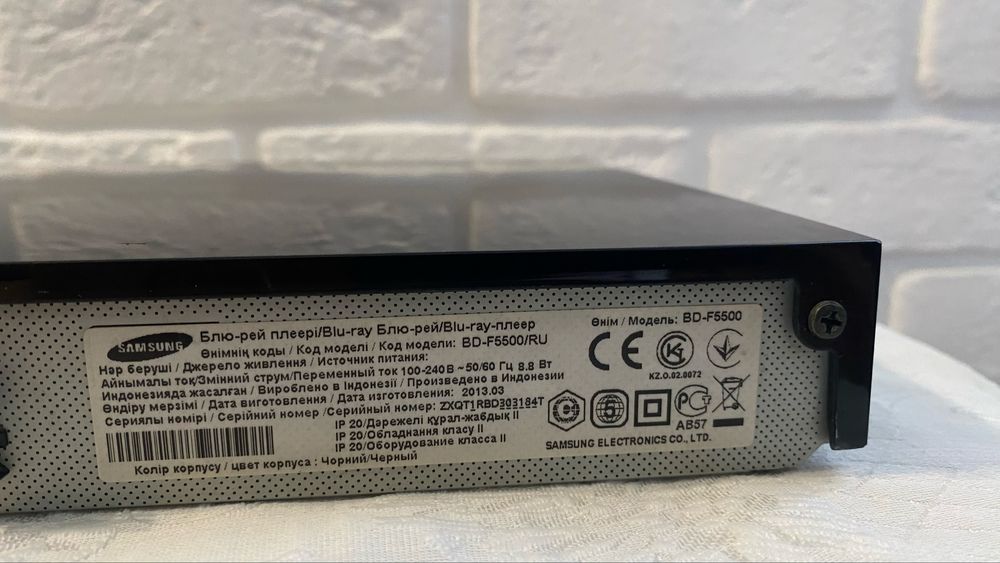 SAMSUNG
Блю-рей плеері/Blu-ray Блю-рей/Blu-ray-плеер
Өнімнің коды / Код моделі / Код модели: BD-F5500/RU
Нәр беруші / Джерело живлення / Источник питания:
Айнымалы ток/Змінний струм/Переменный ток 100-240В ~ 50/60 Гц 8.8 Вт
Индонезияда жасалған / Вироблено в Індонезії / Произведено в Индонезии
Өндіру мерзімі / Дата виготовлення / Дата изготовления: 2013.03
Сериялы нөмірі / Серійний номер /Серийный номер: ZXQT1RBD303184T
IP 20/Дәрежелі құрал-жабдық II
IP 20/Обладнання класу II
IP 20/Оборудование класса II
Колір корпусу / цвет корпуса : Чорний/Черный
Өнім / Модель: BD-F5500
CE
KZ.O.02.0072
АВ57
SAMSUNG ELECTRONICS CO., LTD.